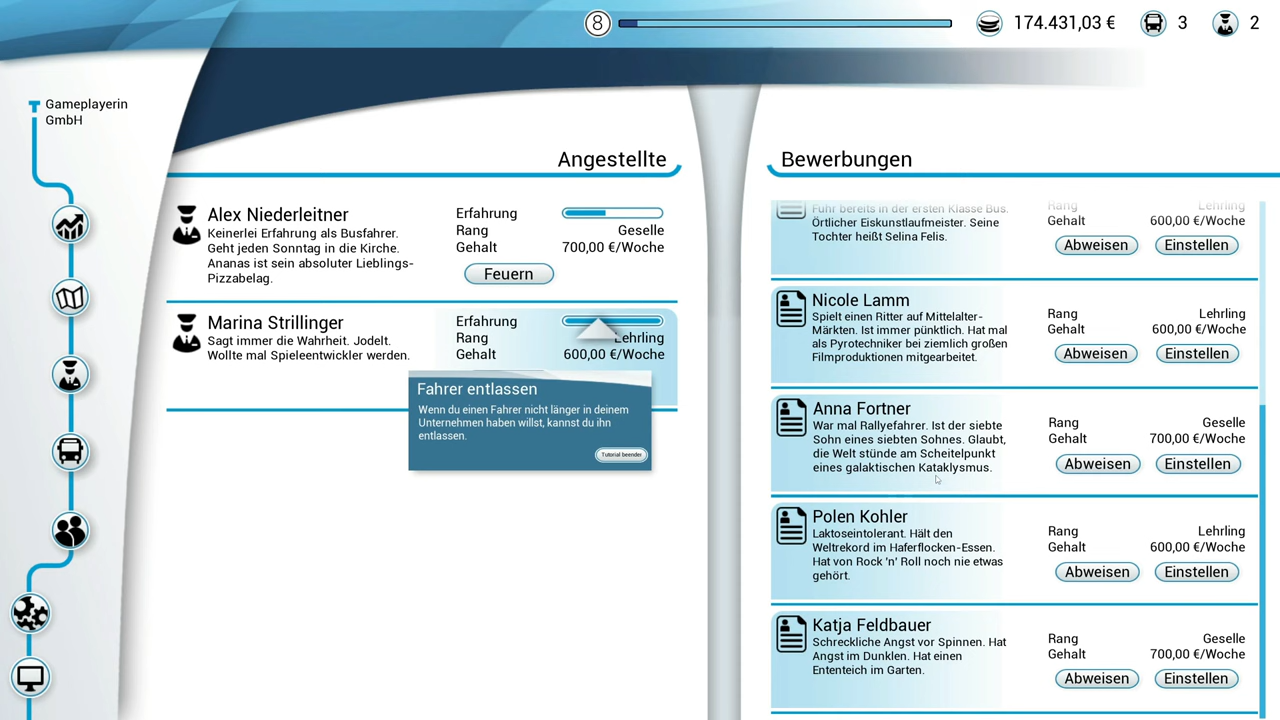 8
174.431,03 €
3
2
Gameplayerin
GmbH
Angestellte
Alex Niederleitner
Keinerlei Erfahrung als Busfahrer.
Geht jeden Sonntag in die Kirche.
Ananas ist sein absoluter Lieblings-
Pizzabelag.
Erfahrung
Rang Geselle
Gehalt 700,00 €/Woche
Feuern
Marina Strillinger
Sagt immer die Wahrheit. Jodelt.
Wollte mal Spieleentwickler werden.
Erfahrung
Rang Lehrling
Gehalt 600,00 €/Woche
Fahrer entlassen
Wenn du einen Fahrer nicht länger in deinem
Unternehmen haben willst, kannst du ihn
entlassen.
Tutorial beenden
Bewerbungen
Fuhr bereits in der ersten Klasse Bus.
Örtlicher Eiskunstlaufmeister. Seine
Tochter heißt Selina Felis.
Rang Lehrling
Gehalt 600,00 €/Woche
Abweisen Einstellen
Nicole Lamm
Spielt einen Ritter auf Mittelalter-
Märkten. Ist immer pünktlich. Hat mal
als Pyrotechniker bei ziemlich großen
Filmproduktionen mitgearbeitet.
Rang Lehrling
Gehalt 600,00 €/Woche
Abweisen Einstellen
Anna Fortner
War mal Rallyefahrer. Ist der siebte
Sohn eines siebten Sohnes. Glaubt,
die Welt stünde am Scheitelpunkt
eines galaktischen Kataklysmus.
Rang Geselle
Gehalt 700,00 €/Woche
Abweisen Einstellen
Polen Kohler
Laktoseintolerant. Hält den
Weltrekord im Haferflocken-Essen.
Hat von Rock 'n' Roll noch nie etwas
gehört.
Rang Lehrling
Gehalt 600,00 €/Woche
Abweisen Einstellen
Katja Feldbauer
Schreckliche Angst vor Spinnen. Hat
Angst im Dunklen. Hat einen
Ententeich im Garten.
Rang Geselle
Gehalt 700,00 €/Woche
Abweisen Einstellen